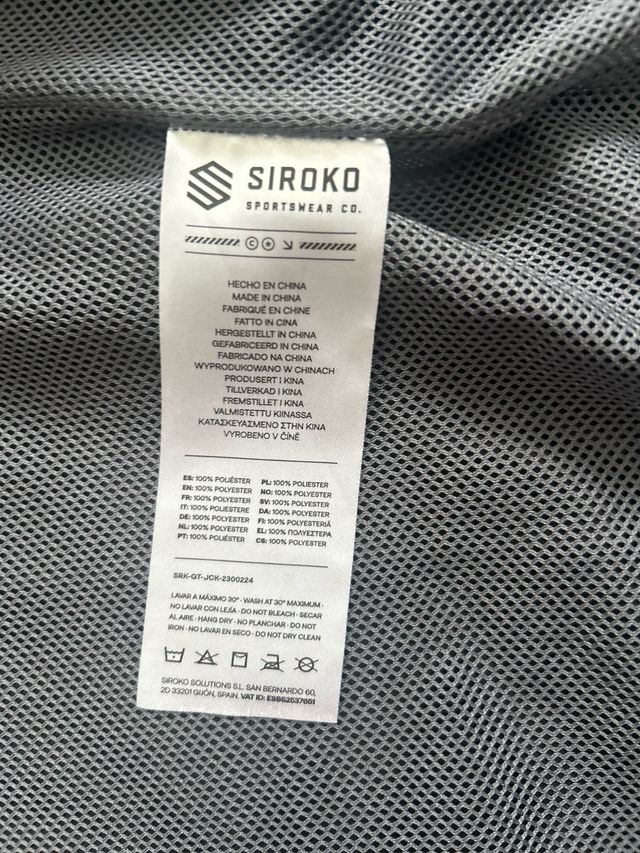 SIROKO
SPORTSWEAR CO.
HECHO EN CHINA
MADE IN CHINA
FABRIQUÉ EN CHINE
FATTO IN CINA
HERGESTELLT IN CHINA
GEFABRICEERD IN CHINA
FABRICADO NA CHINA
WYPRODUKOWANO W CHINACH
PRODUSERT I KINA
TILLVERKAD I KINA
FREMSTILLET I KINA
VALMISTETTU KIINASSA
ΚΑΤΑΣΚΕΥΑΣΜΕΝΟ ΣΤΗΝ ΚΙΝΑ
VYROBENO V ČÍNĚ
ES: 100% POLIÉSTER
EN: 100% POLYESTER
FR: 100% POLYESTER
IT: 100% POLIESTERE
DE: 100% POLYESTER
NL: 100% POLYESTER
PT: 100% POLIÉSTER
PL: 100% POLIESTER
NO: 100% POLYESTER
SV: 100% POLYESTER
DA: 100% POLYESTER
FI: 100% POLYESTERIÄ
EL: 100% ΠΟΛΥΕΣΤΕΡΑ
CS: 100% POLYESTER
SRK-GT-JCK-2300224
LAVAR A MÁXIMO 30° · WASH AT 30° MAXIMUM ·
NO LAVAR CON LEJÍA · DO NOT BLEACH · SECAR
AL AIRE · HANG DRY · NO PLANCHAR · DO NOT
IRON · NO LAVAR EN SECO · DO NOT DRY CLEAN
SIROKO SOLUTIONS S.L. SAN BERNARDO 60,
2D 33201 GIJÓN, SPAIN. VAT ID: ESB52537651